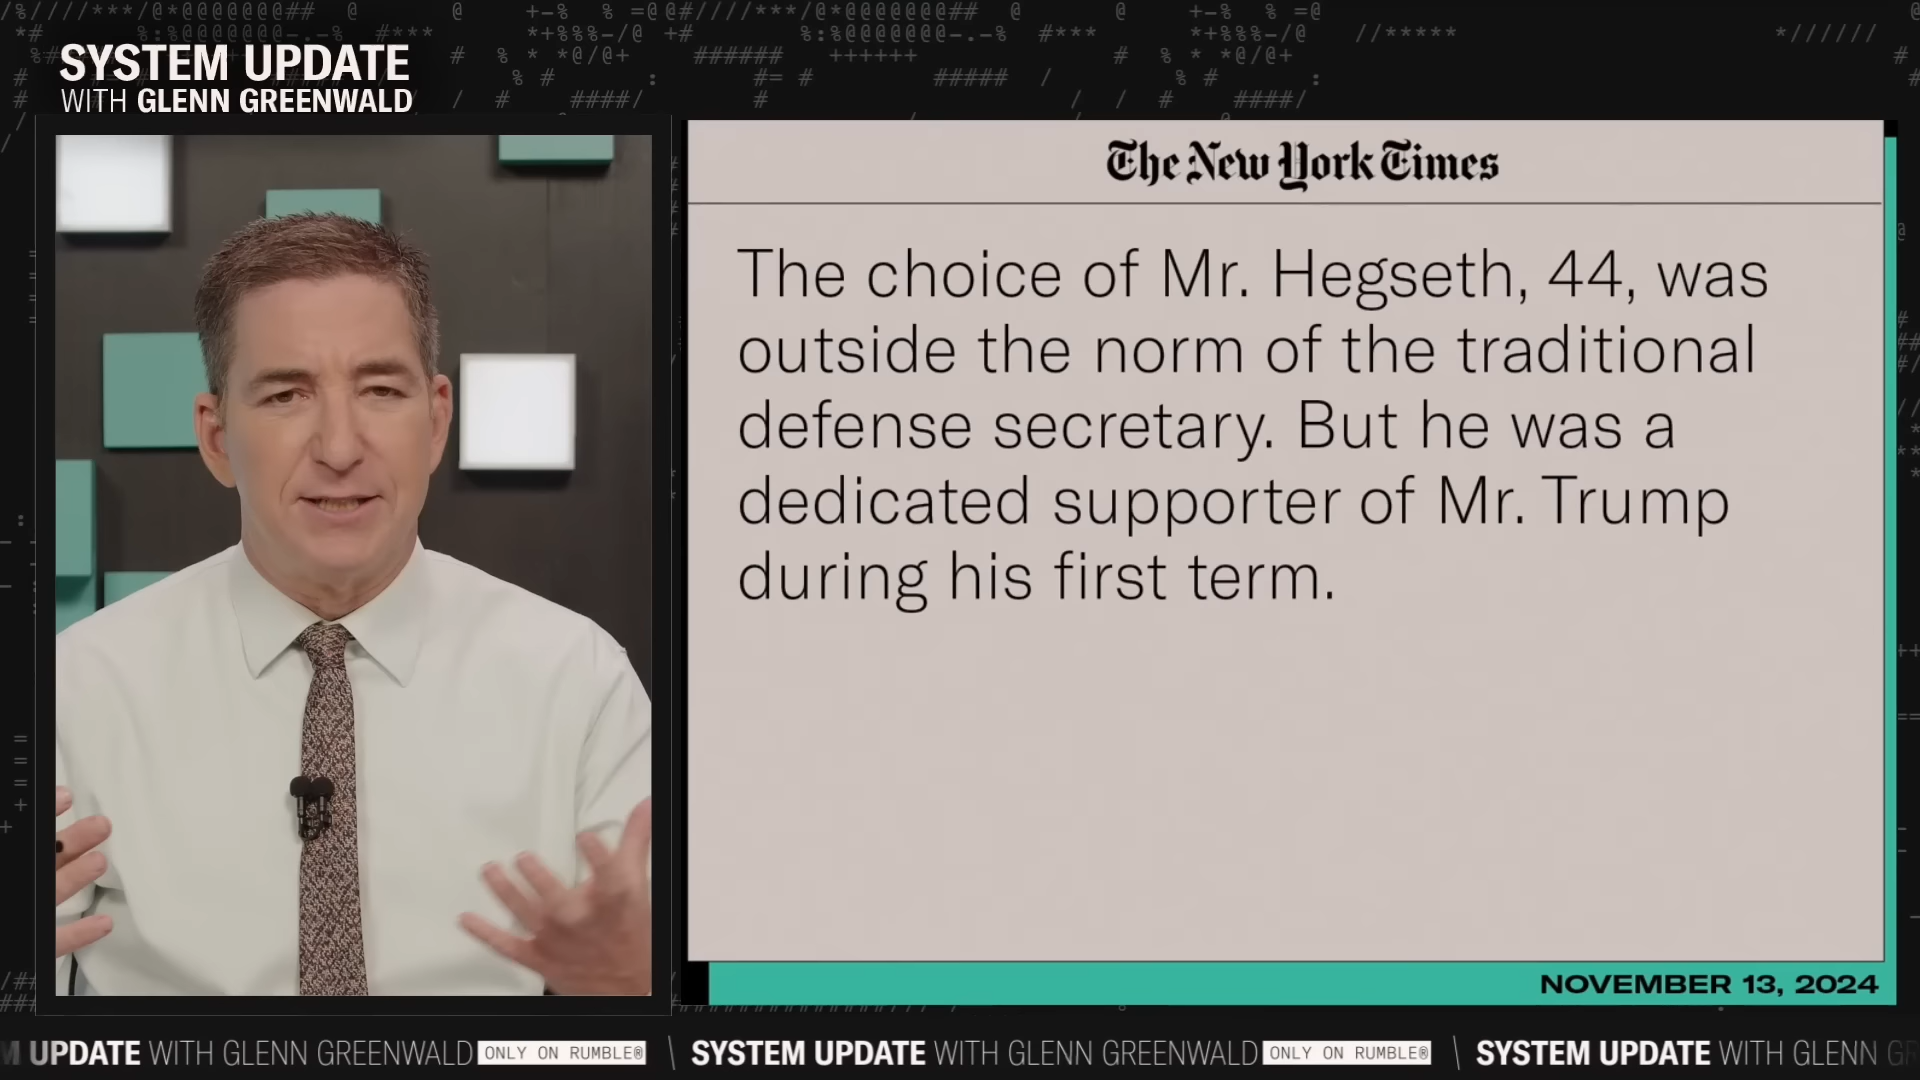 SYSTEM UPDATE
WITH GLENN GREENWALD
The New York Times
The choice of Mr. Hegseth, 44, was
outside the norm of the traditional
defense secretary. But he was a
dedicated supporter of Mr. Trump
during his first term.
NOVEMBER 13, 2024
UPDATE WITH GLENN GREENWALD ONLY ON RUMBLE® \ SYSTEM UPDATE WITH GLENN GREENWALD ONLY ON RUMBLE® \ SYSTEM UPDATE WITH GLENN